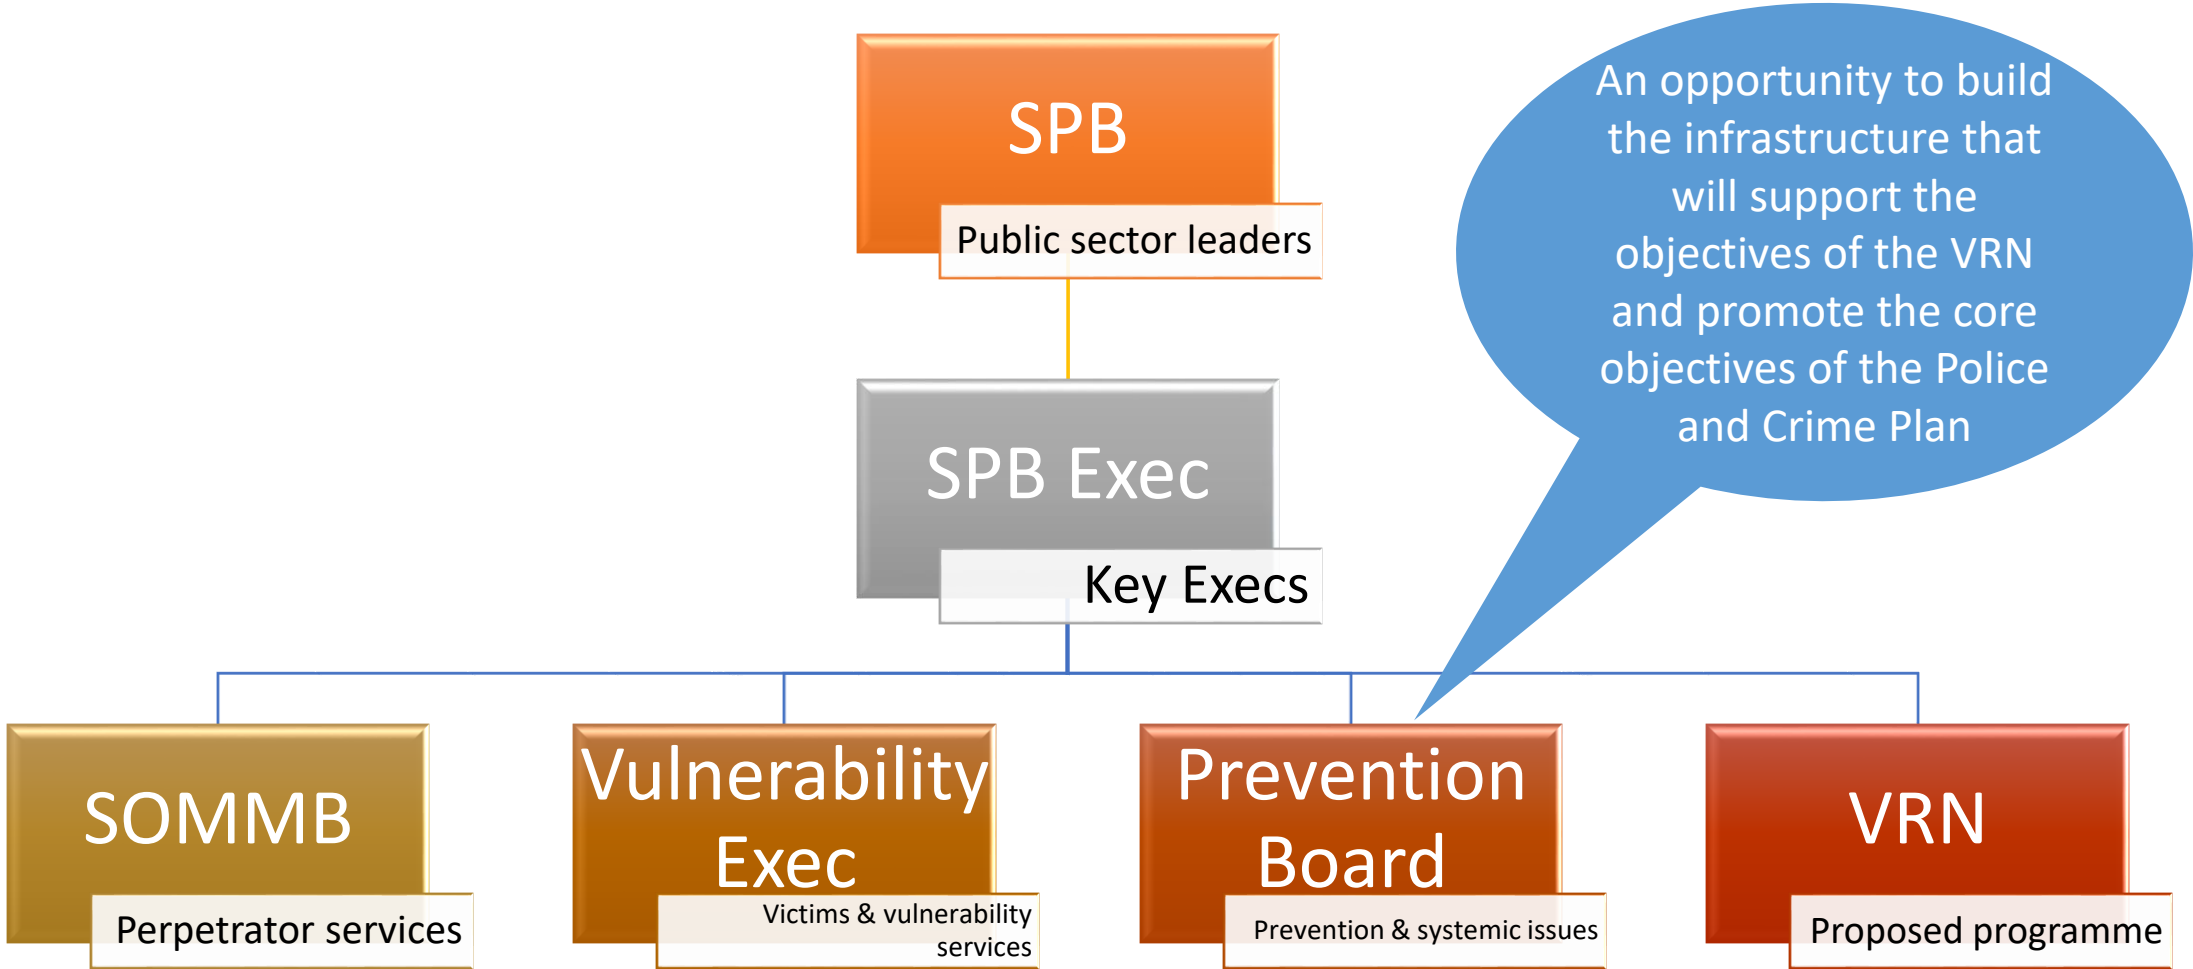 SPB
Public sector leaders
An opportunity to build
the infrastructure that
will support the
objectives of the VRN
and promote the core
objectives of the Police
and Crime Plan
SPB Exec
Key Execs
SOMMB
Perpetrator services
Vulnerability
Exec
Victims & vulnerability
services
Prevention
Board
Prevention & systemic issues
VRN
Proposed programme